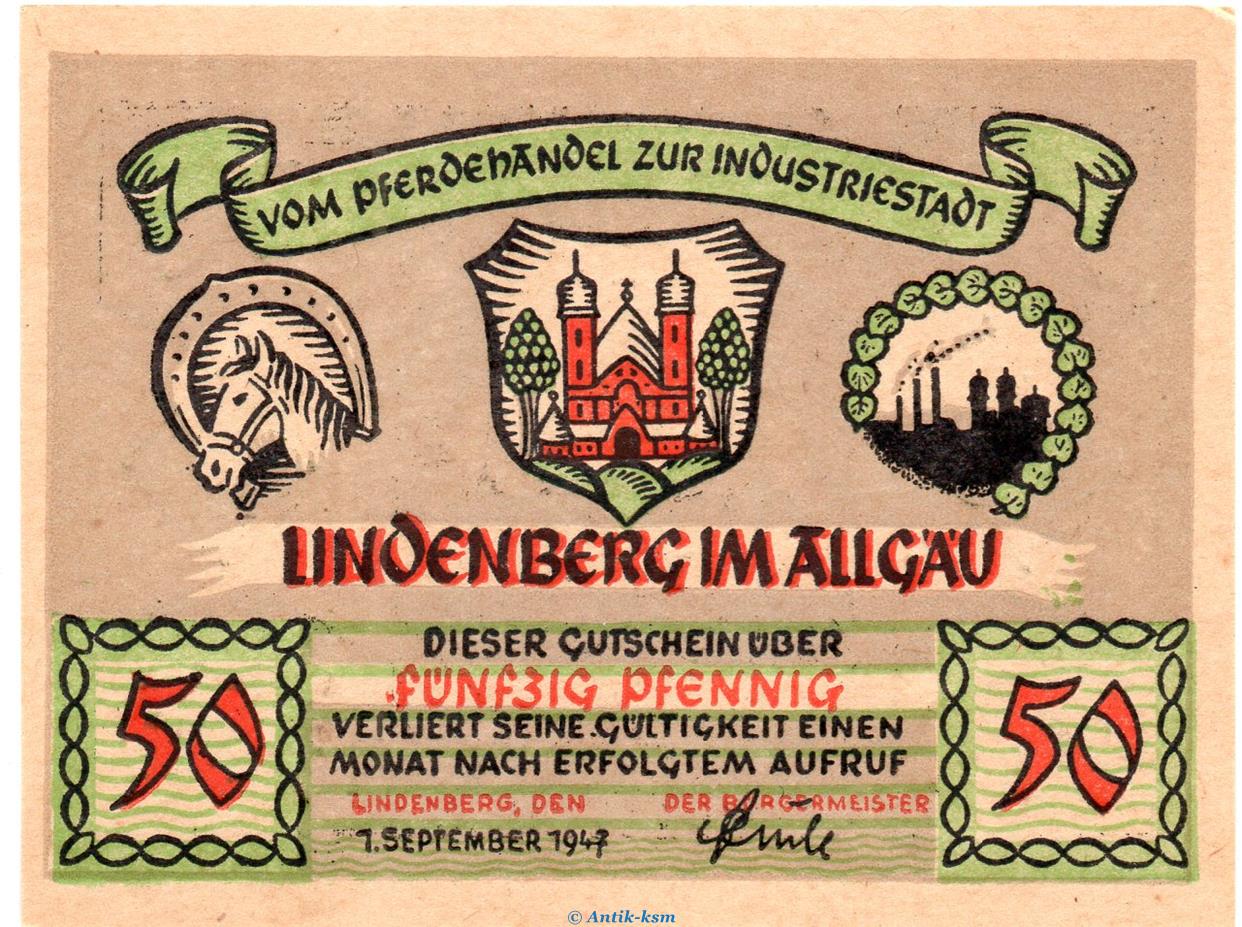 VOM PFERDEHANDEL ZUR INDUSTRIESTADT
LINDENBERG IM ALLGÄU
DIESER GUTSCHEIN ÜBER
50 FÜNFZIG PFENNIG 50
VERLIERT SEINE GÜLTIGKEIT EINEN
MONAT NACH ERFOLGTEM AUFRUF
LINDENBERG, DEN DER BÜRGERMEISTER
1. SEPTEMBER 1947
© Antik-ksm